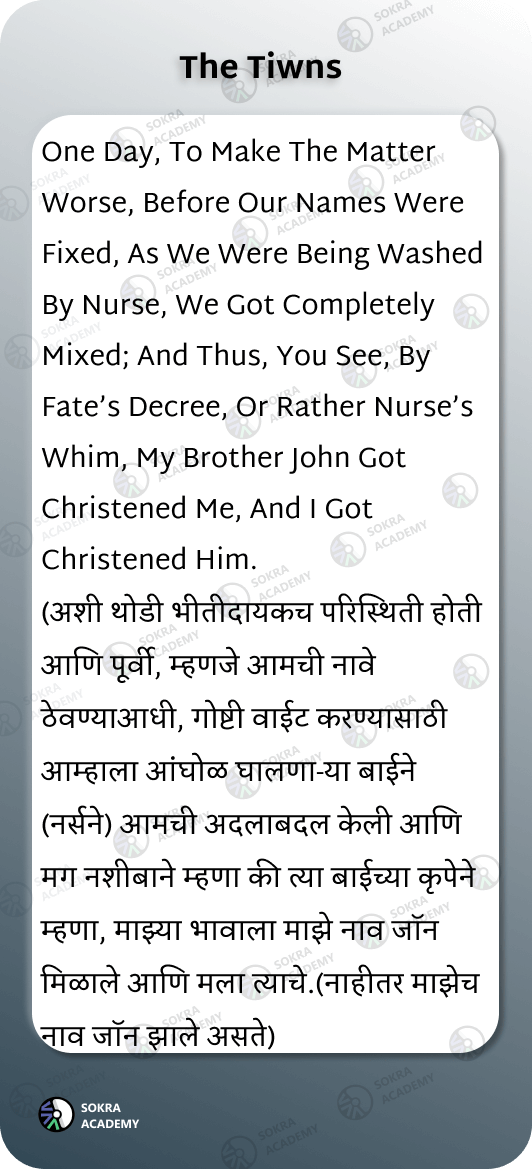 The Tiwns
One Day, To Make The Matter
Worse, Before Our Names Were
Fixed, As We Were Being Washed
By Nurse, We Got Completely
Mixed; And Thus, You See, By
Fate’s Decree, Or Rather Nurse’s
Whim, My Brother John Got
Christened Me, And I Got
Christened Him.
(अशी थोडी भीतीदायकच परिस्थिती होती
आणि पूर्वी, म्हणजे आमची नावे
ठेवण्याआधी, गोष्टी वाईट करण्यासाठी
आम्हाला आंघोळ घालणा-या बाईने
(नर्सने) आमची अदलाबदल केली आणि
मग नशीबाने म्हणा की त्या बाईच्या कृपेने
म्हणा, माझ्या भावाला माझे नाव जॉन
मिळाले आणि मला त्याचे.(नाहीतर माझेच
नाव जॉन झाले असते)
SOKRA
ACADEMY